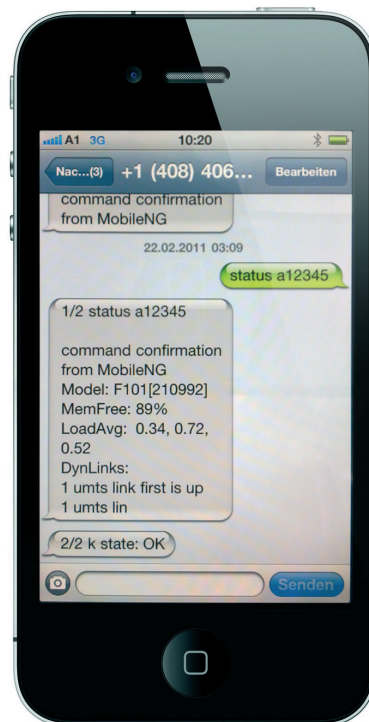 A1 3G 10:20
Nac...(3) +1 (408) 406... Bearbeiten
command confirmation
from MobileNG
22.02.2011 03:09
status a12345
1/2 status a12345
command confirmation
from MobileNG
Model: F101[210992]
MemFree: 89%
LoadAvg: 0.34, 0.72,
0.52
DynLinks:
1 umts link first is up
1 umts lin
2/2 k state: OK
Senden